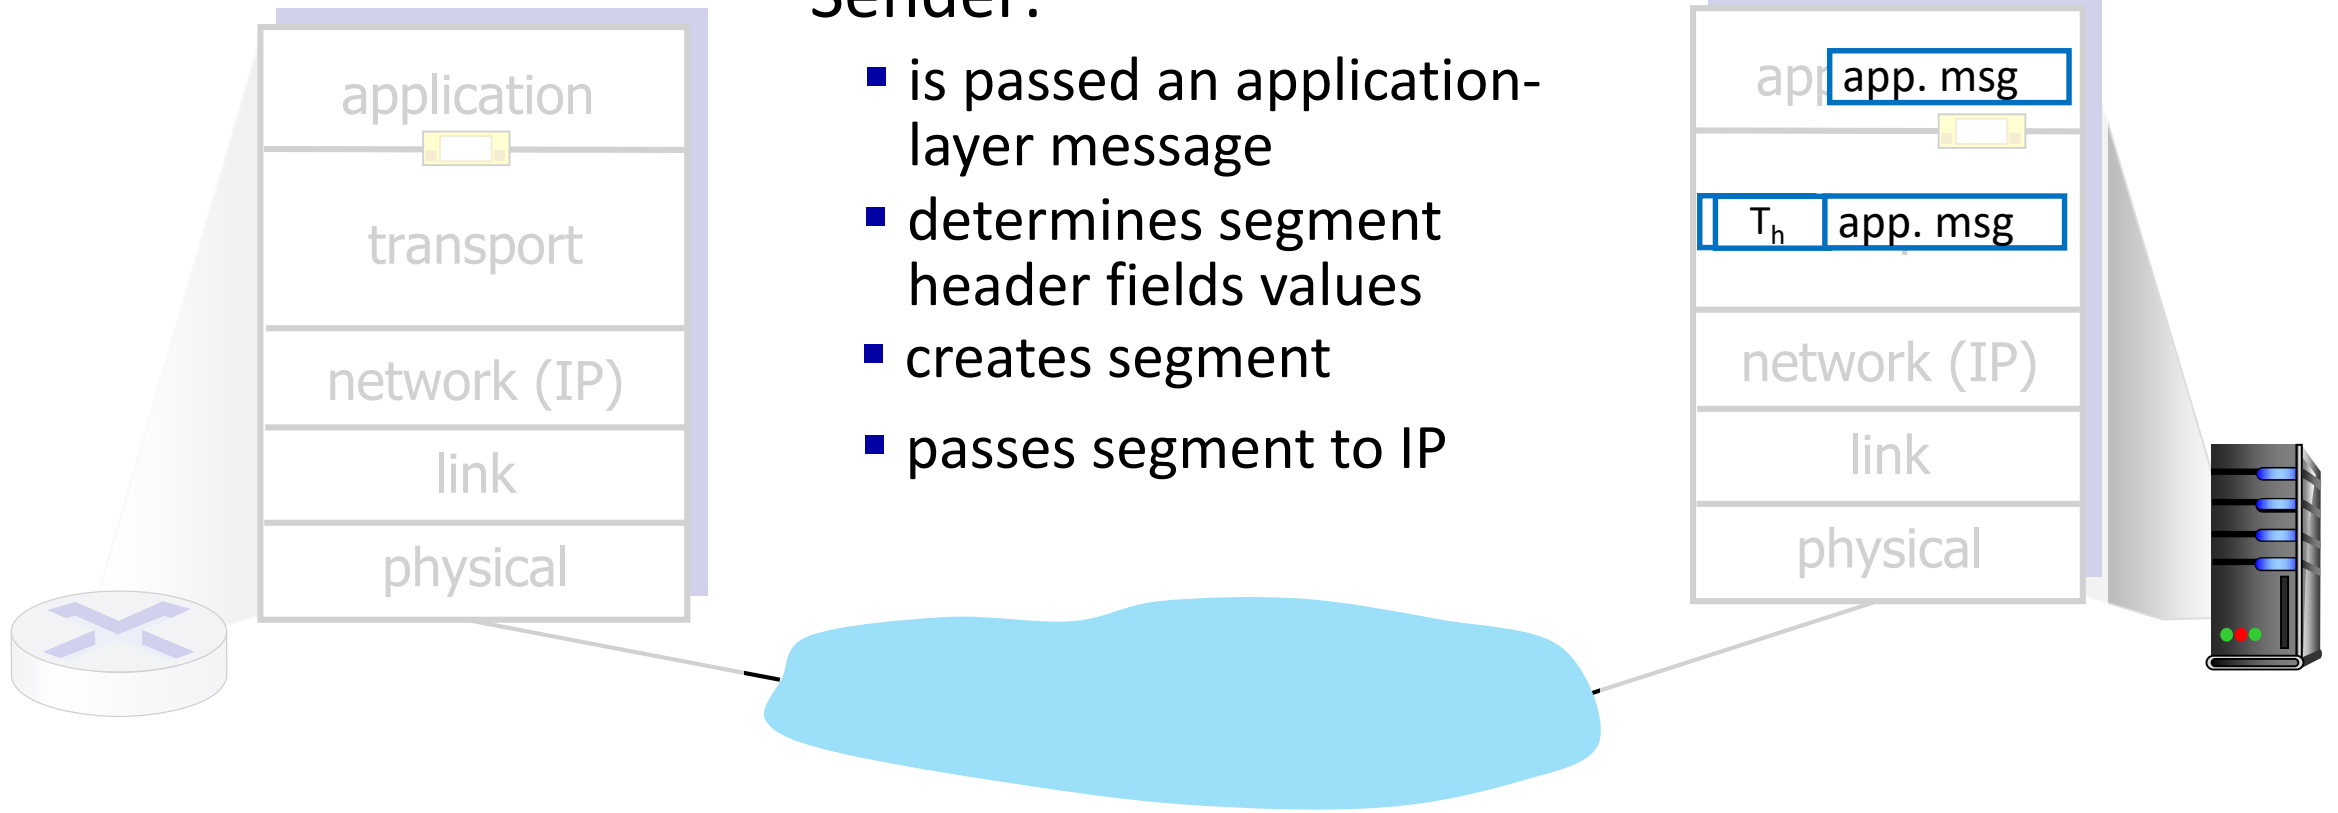 application
transport
network (IP)
link
physical
Sender:
▪ is passed an application-
layer message
▪ determines segment
header fields values
▪ creates segment
▪ passes segment to IP
app. msg
Th app. msg
network (IP)
link
physical